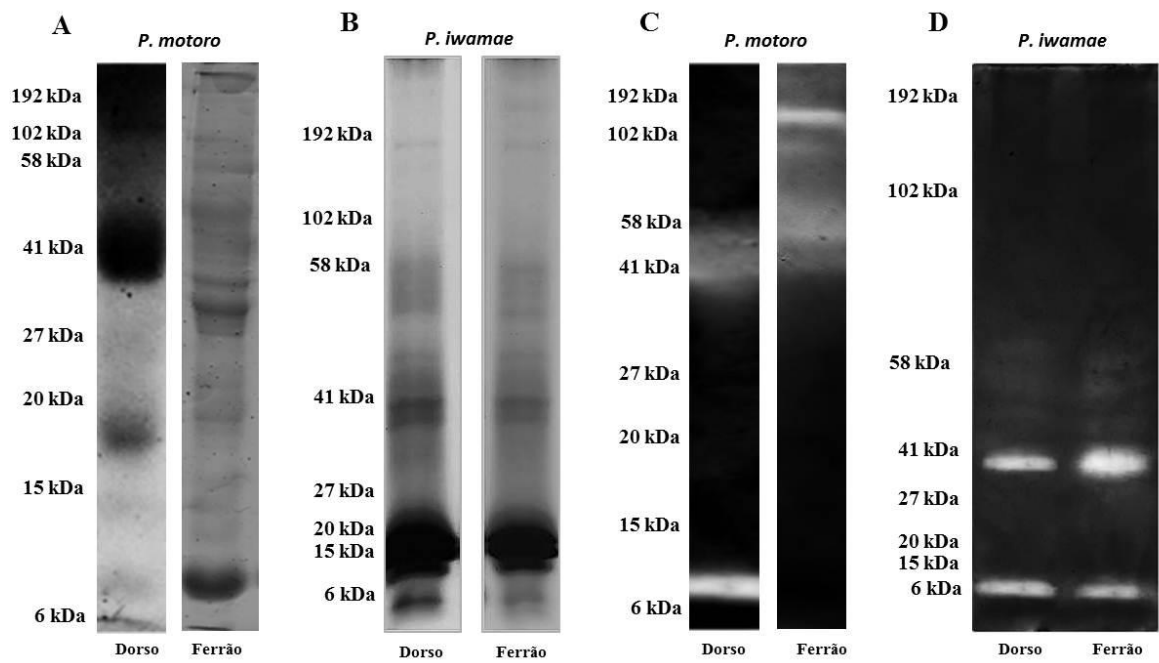 A
P. motoro
192 kDa
102 kDa
58 kDa
41 kDa
27 kDa
20 kDa
15 kDa
6 kDa
Dorso
Ferrão
B
P. iwamae
192 kDa
102 kDa
58 kDa
41 kDa
27 kDa
20 kDa
15 kDa
6 kDa
Dorso
Ferrão
C
P. motoro
192 kDa
102 kDa
58 kDa
41 kDa
27 kDa
20 kDa
15 kDa
6 kDa
Dorso
Ferrão
D
P. iwamae
192 kDa
102 kDa
58 kDa
41 kDa
27 kDa
20 kDa
15 kDa
6 kDa
Dorso
Ferrão